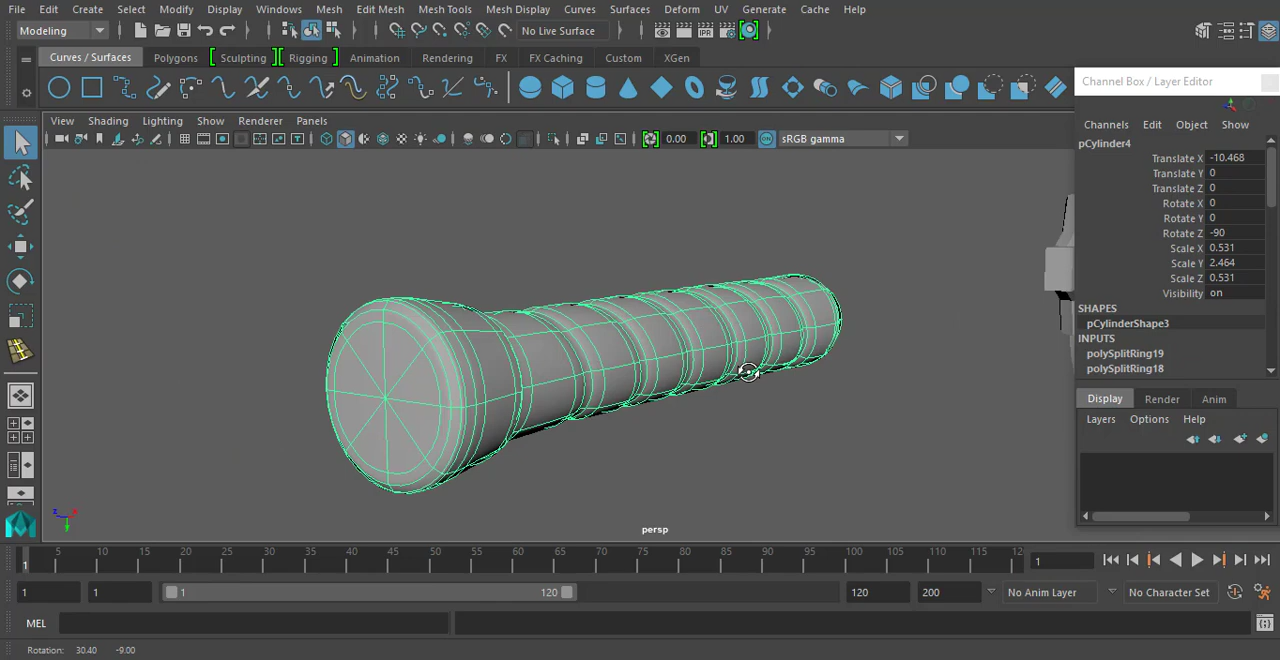 File Edit Create Select Modify Display Windows Mesh Edit Mesh Mesh Tools Mesh Display Curves Surfaces Deform UV Generate Cache Help
Modeling No Live Surface
Curves / Surfaces Polygons Sculpting Rigging Animation Rendering FX FX Caching Custom XGen
Channel Box / Layer Editor
View Shading Lighting Show Renderer Panels
Channels Edit Object Show
IPR
0.00 1.00 ON sRGB gamma
pCylinder4
Translate X -10.468
Translate Y 0
Translate Z 0
Rotate X 0
Rotate Y 0
Rotate Z -90
Scale X 0.531
Scale Y 2.464
Scale Z 0.531
Visibility on
SHAPES
pCylinderShape3
INPUTS
polySplitRing19
polySplitRing18
Display Render Anim
Layers Options Help
persp
5 10 15 20 25 30 35 40 45 50 55 60 65 70 75 80 85 90 95 100 105 110 115 12
1 1
1 1 1 120 120 200 No Anim Layer No Character Set
MEL
Rotation: 30.40 -9.00